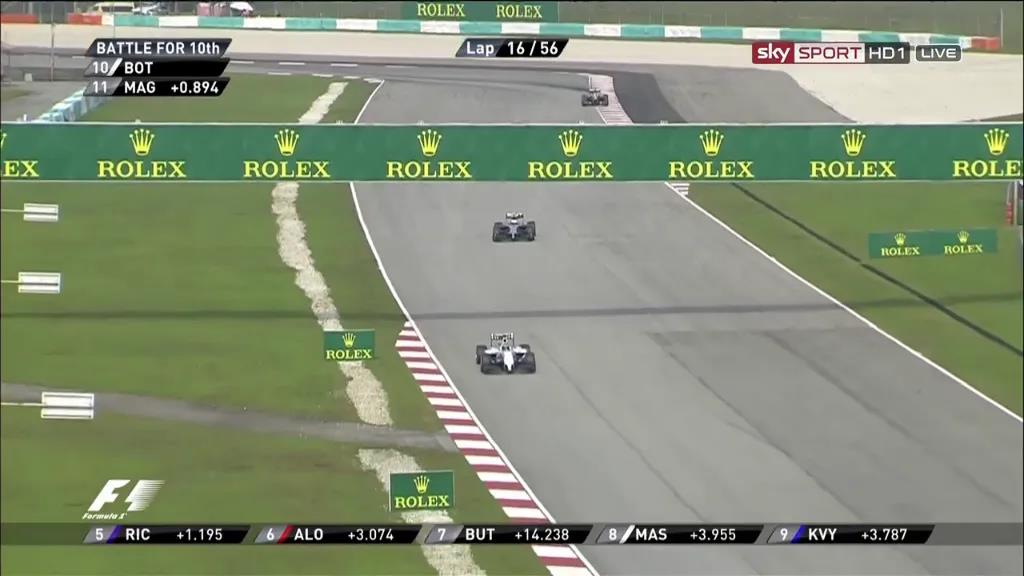 ROLEX ROLEX
BATTLE FOR 10th
10 BOT
11 MAG +0.894
Lap 16 / 56
sky SPORT HD1 LIVE
EX ROLEX ROLEX ROLEX ROLEX ROLEX ROLEX ROLEX
ROLEX ROLEX
ROLEX
ROLEX
F1
Formula 1
5 RIC +1.195 6 ALO +3.074 7 BUT +14.238 8 MAS +3.955 9 KVY +3.787